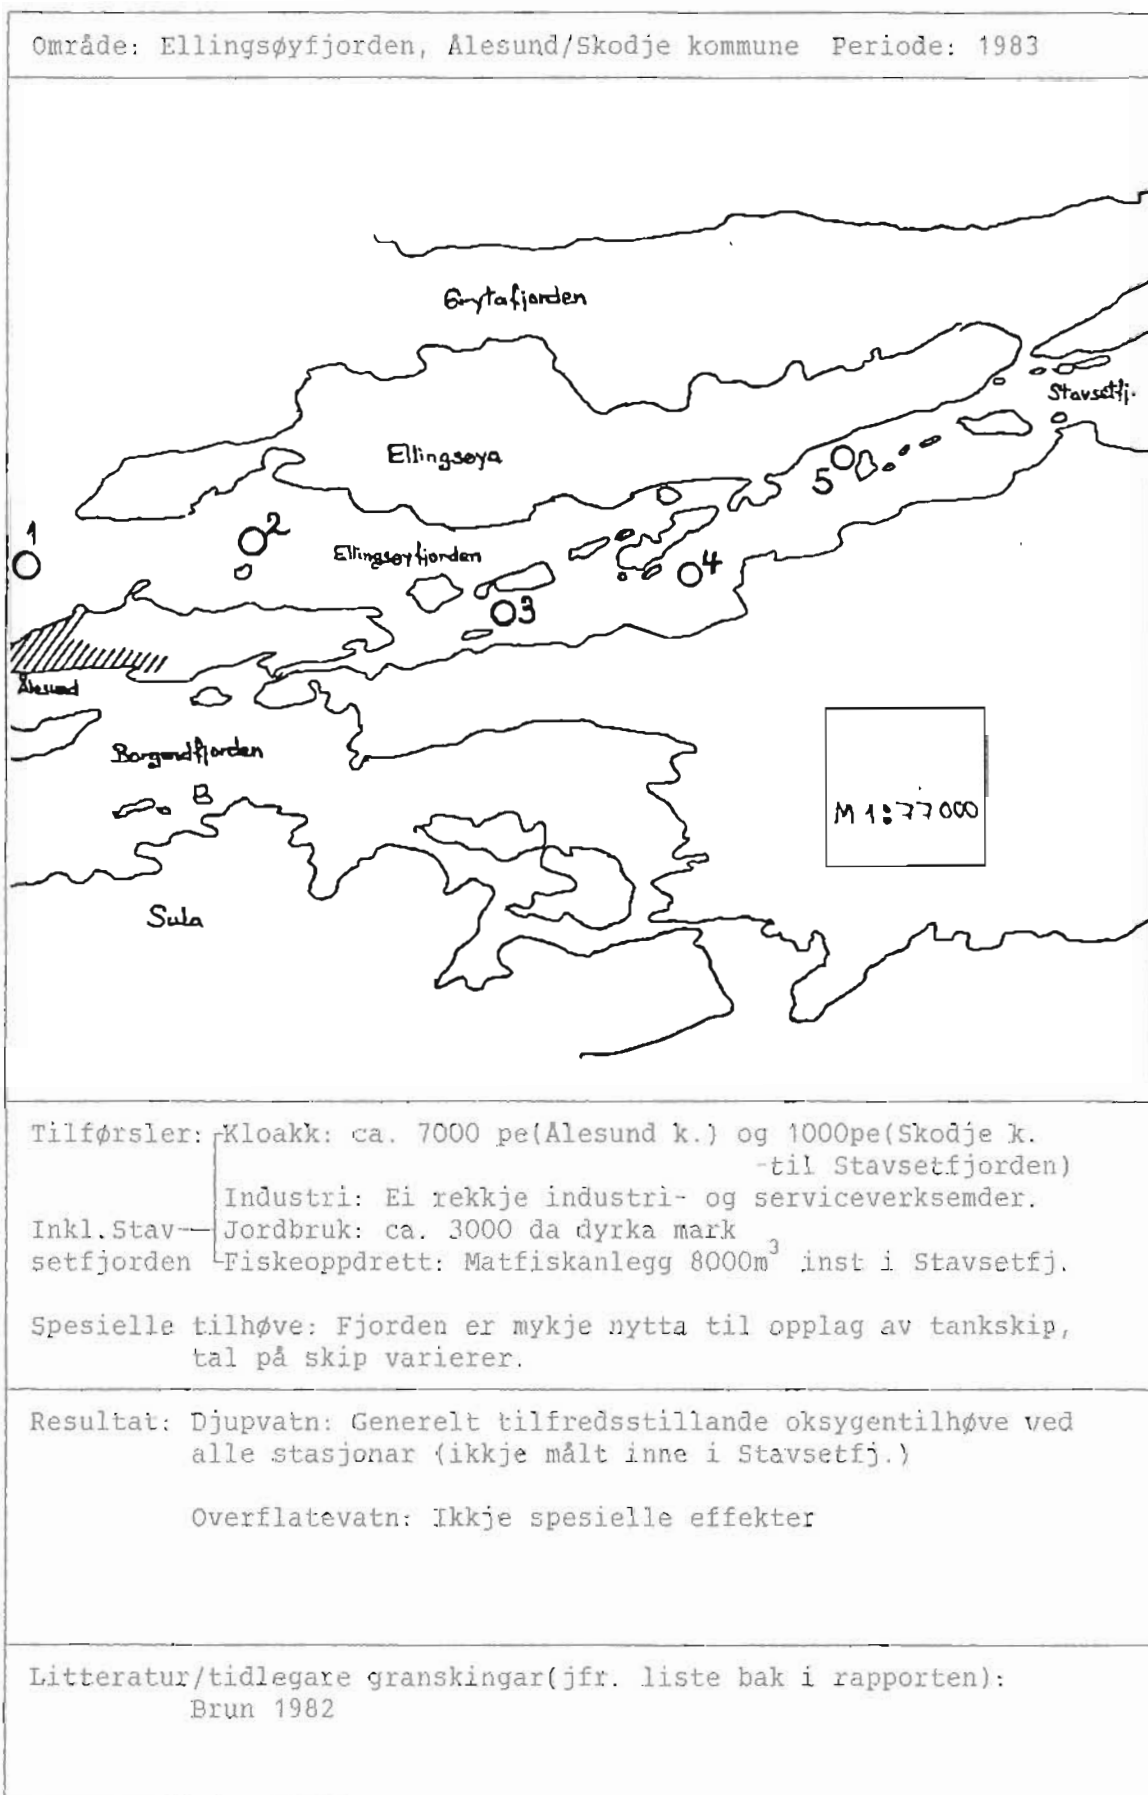 Område: Ellingsøyfjorden, Ålesund/Skodje kommune Periode: 1983
Grytafjorden
Stavsetfj.
Ellingsøya
5
1
2
Ellingsøyfjorden
4
3
Ålesund
Borgundfjorden
M 1:77000
Sula
Tilførsler: Kloakk: ca. 7000 pe(Ålesund k.) og 1000pe(Skodje k.
-til Stavsetfjorden)
Industri: Ei rekkje industri- og serviceverksemder.
Inkl.Stav- Jordbruk: ca. 3000 da dyrka mark
setfjorden Fiskeoppdrett: Matfiskanlegg 8000m³ inst i Stavsetfj.
Spesielle tilhøve: Fjorden er mykje nytta til opplag av tankskip,
tal på skip varierer.
Resultat: Djupvatn: Generelt tilfredsstillande oksygentilhøve ved
alle stasjonar (ikkje målt inne i Stavsetfj.)
Overflatevatn: Ikkje spesielle effekter
Litteratur/tidlegare granskingar(jfr. liste bak i rapporten):
Brun 1982